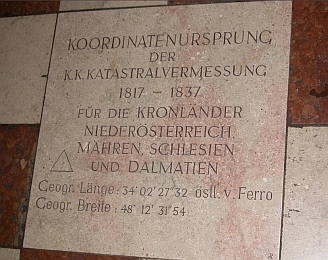 KOORDINATENURSPRUNG
DER
K.K. KATASTRALVERMESSUNG
1817 – 1837
FÜR DIE KRONLÄNDER
NIEDERÖSTERREICH,
MÄHREN, SCHLESIEN
UND DALMATIEN
Geogr. Länge: 34° 02' 27" 32 östl. v. Ferro
Geogr. Breite: 48° 12' 31" 54